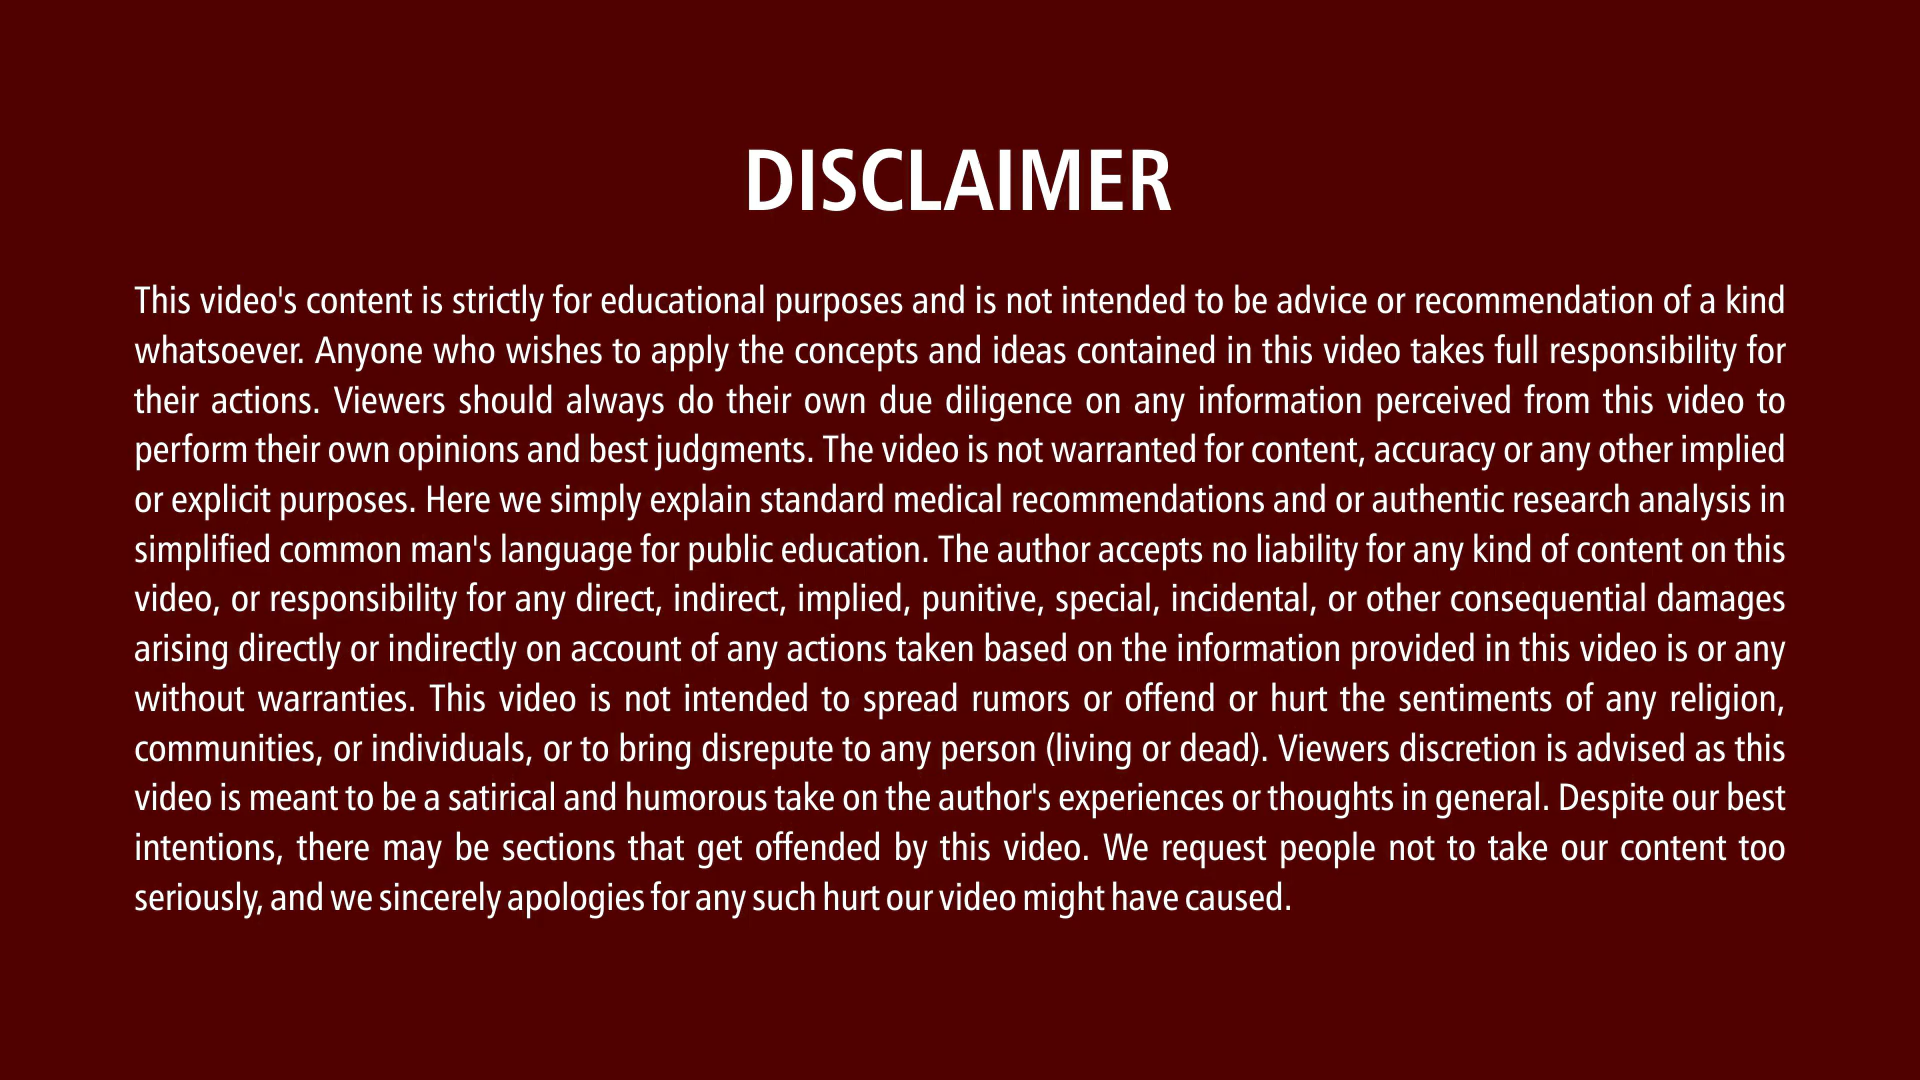 DISCLAIMER
This video's content is strictly for educational purposes and is not intended to be advice or recommendation of a kind
whatsoever. Anyone who wishes to apply the concepts and ideas contained in this video takes full responsibility for
their actions. Viewers should always do their own due diligence on any information perceived from this video to
perform their own opinions and best judgments. The video is not warranted for content, accuracy or any other implied
or explicit purposes. Here we simply explain standard medical recommendations and or authentic research analysis in
simplified common man's language for public education. The author accepts no liability for any kind of content on this
video, or responsibility for any direct, indirect, implied, punitive, special, incidental, or other consequential damages
arising directly or indirectly on account of any actions taken based on the information provided in this video is or any
without warranties. This video is not intended to spread rumors or offend or hurt the sentiments of any religion,
communities, or individuals, or to bring disrepute to any person (living or dead). Viewers discretion is advised as this
video is meant to be a satirical and humorous take on the author's experiences or thoughts in general. Despite our best
intentions, there may be sections that get offended by this video. We request people not to take our content too
seriously, and we sincerely apologies for any such hurt our video might have caused.